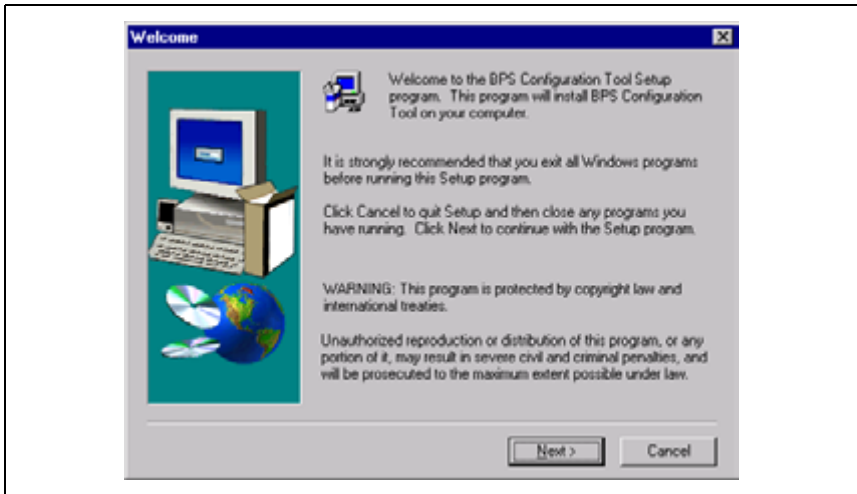 Welcome
Welcome to the BPS Configuration Tool Setup
program. This program will install BPS Configuration
Tool on your computer.
It is strongly recommended that you exit all Windows programs
before running this Setup program.
Click Cancel to quit Setup and then close any programs you
have running. Click Next to continue with the Setup program.
WARNING: This program is protected by copyright law and
international treaties.
Unauthorized reproduction or distribution of this program, or any
portion of it, may result in severe civil and criminal penalties, and
will be prosecuted to the maximum extent possible under law.
Next >
Cancel